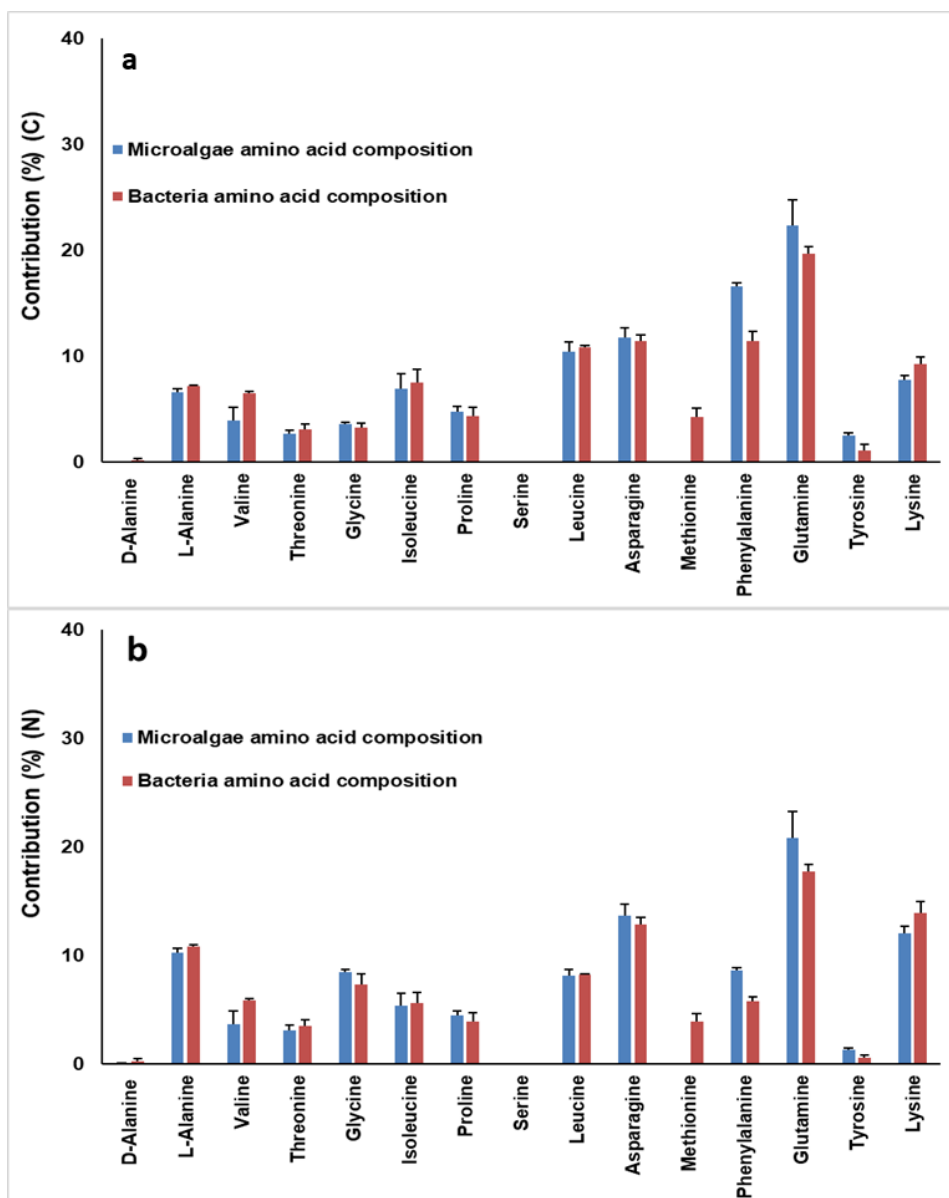 a
40
30
20
10
0
Contribution (%) (C)
Microalgae amino acid composition
Bacteria amino acid composition
D-Alanine
L-Alanine
Valine
Threonine
Glycine
Isoleucine
Proline
Serine
Leucine
Asparagine
Methionine
Phenylalanine
Glutamine
Tyrosine
Lysine
b
40
30
20
10
0
Contribution (%) (N)
Microalgae amino acid composition
Bacteria amino acid composition
D-Alanine
L-Alanine
Valine
Threonine
Glycine
Isoleucine
Proline
Serine
Leucine
Asparagine
Methionine
Phenylalanine
Glutamine
Tyrosine
Lysine